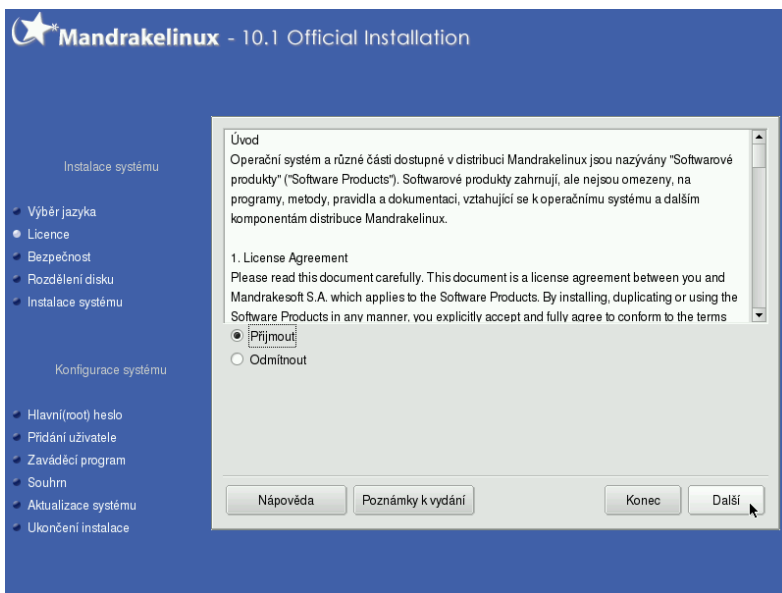 Mandrakelinux - 10.1 Official Installation
Instalace systému
Výběr jazyka
Licence
Bezpečnost
Rozdělení disku
Instalace systému
Konfigurace systému
Hlavní(root) heslo
Přidání uživatele
Zaváděcí program
Souhrn
Aktualizace systému
Ukončení instalace
Úvod
Operační systém a různé části dostupné v distribuci Mandrakelinux jsou nazývány "Softwarové
produkty" ("Software Products"). Softwarové produkty zahrnují, ale nejsou omezeny, na
programy, metody, pravidla a dokumentaci, vztahující se k operačnímu systému a dalším
komponentám distribuce Mandrakelinux.
1. License Agreement
Please read this document carefully. This document is a license agreement between you and
Mandrakesoft S.A. which applies to the Software Products. By installing, duplicating or using the
Software Products in any manner, you explicitly accept and fully agree to conform to the terms
Přijmout
Odmítnout
Nápověda
Poznámky k vydání
Konec
Další